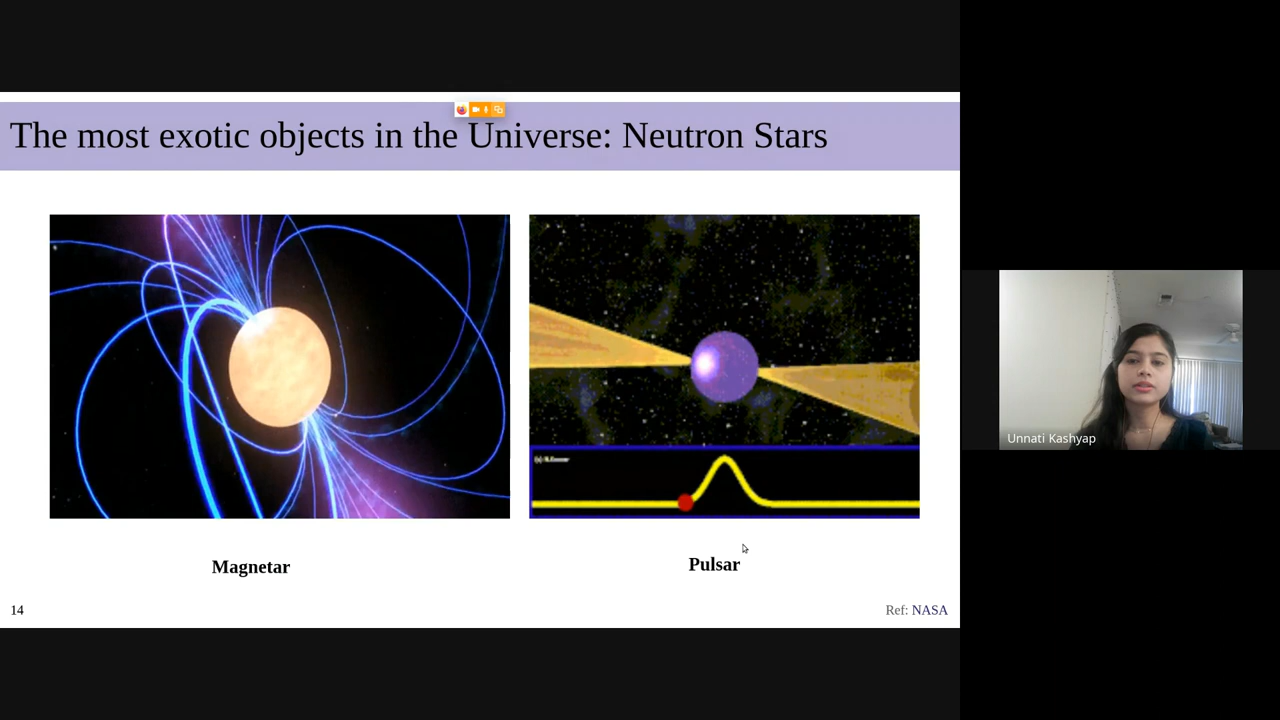 The most exotic objects in the Universe: Neutron Stars
Magnetar
Pulsar
14
Ref: NASA
Unnati Kashyap